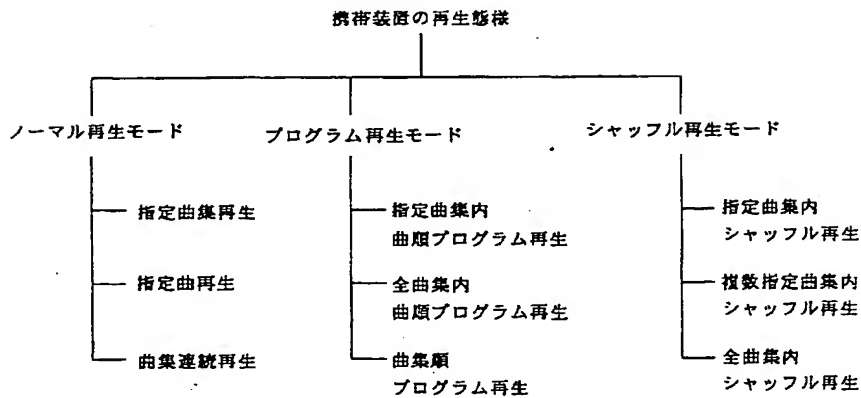 携帯装置の再生態様
ノーマル再生モード
指定曲集再生
指定曲再生
曲集連続再生
プログラム再生モード
指定曲集内
曲順プログラム再生
全曲集内
曲順プログラム再生
曲集順
プログラム再生
シャッフル再生モード
指定曲集内
シャッフル再生
複数指定曲集内
シャッフル再生
全曲集内
シャッフル再生